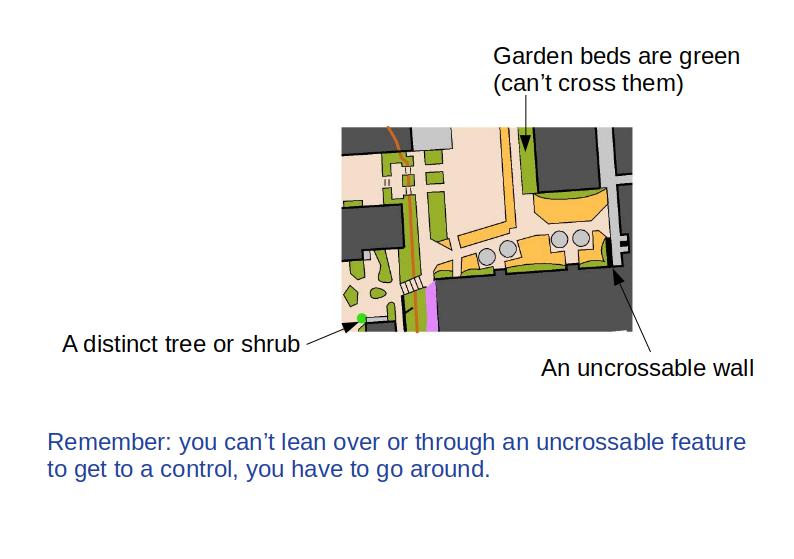 Garden beds are green
(can't cross them)
A distinct tree or shrub
An uncrossable wall
Remember: you can't lean over or through an uncrossable feature
to get to a control, you have to go around.